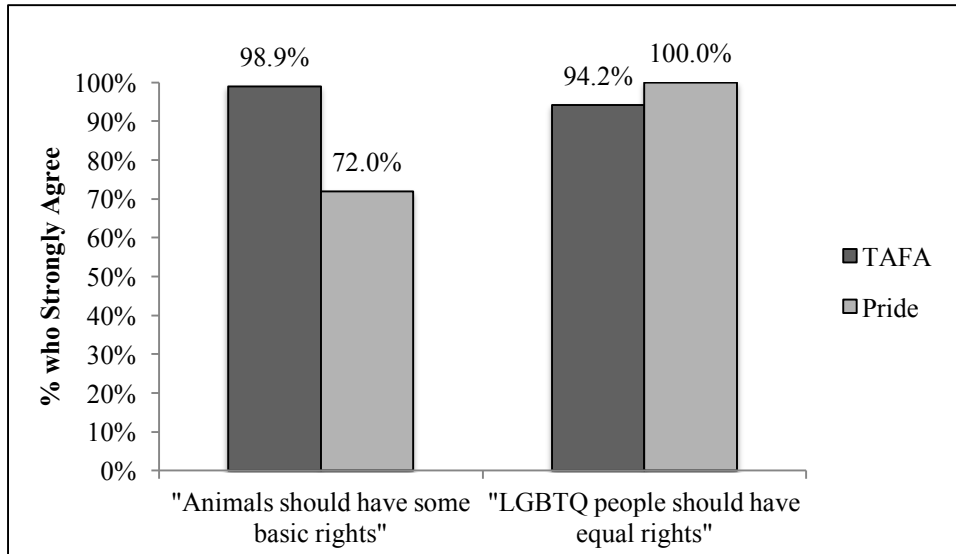 98.9%
72.0%
94.2%
100.0%
% who Strongly Agree
100%
90%
80%
70%
60%
50%
40%
30%
20%
10%
0%
"Animals should have some
basic rights"
"LGBTQ people should have
equal rights"
TAFA
Pride